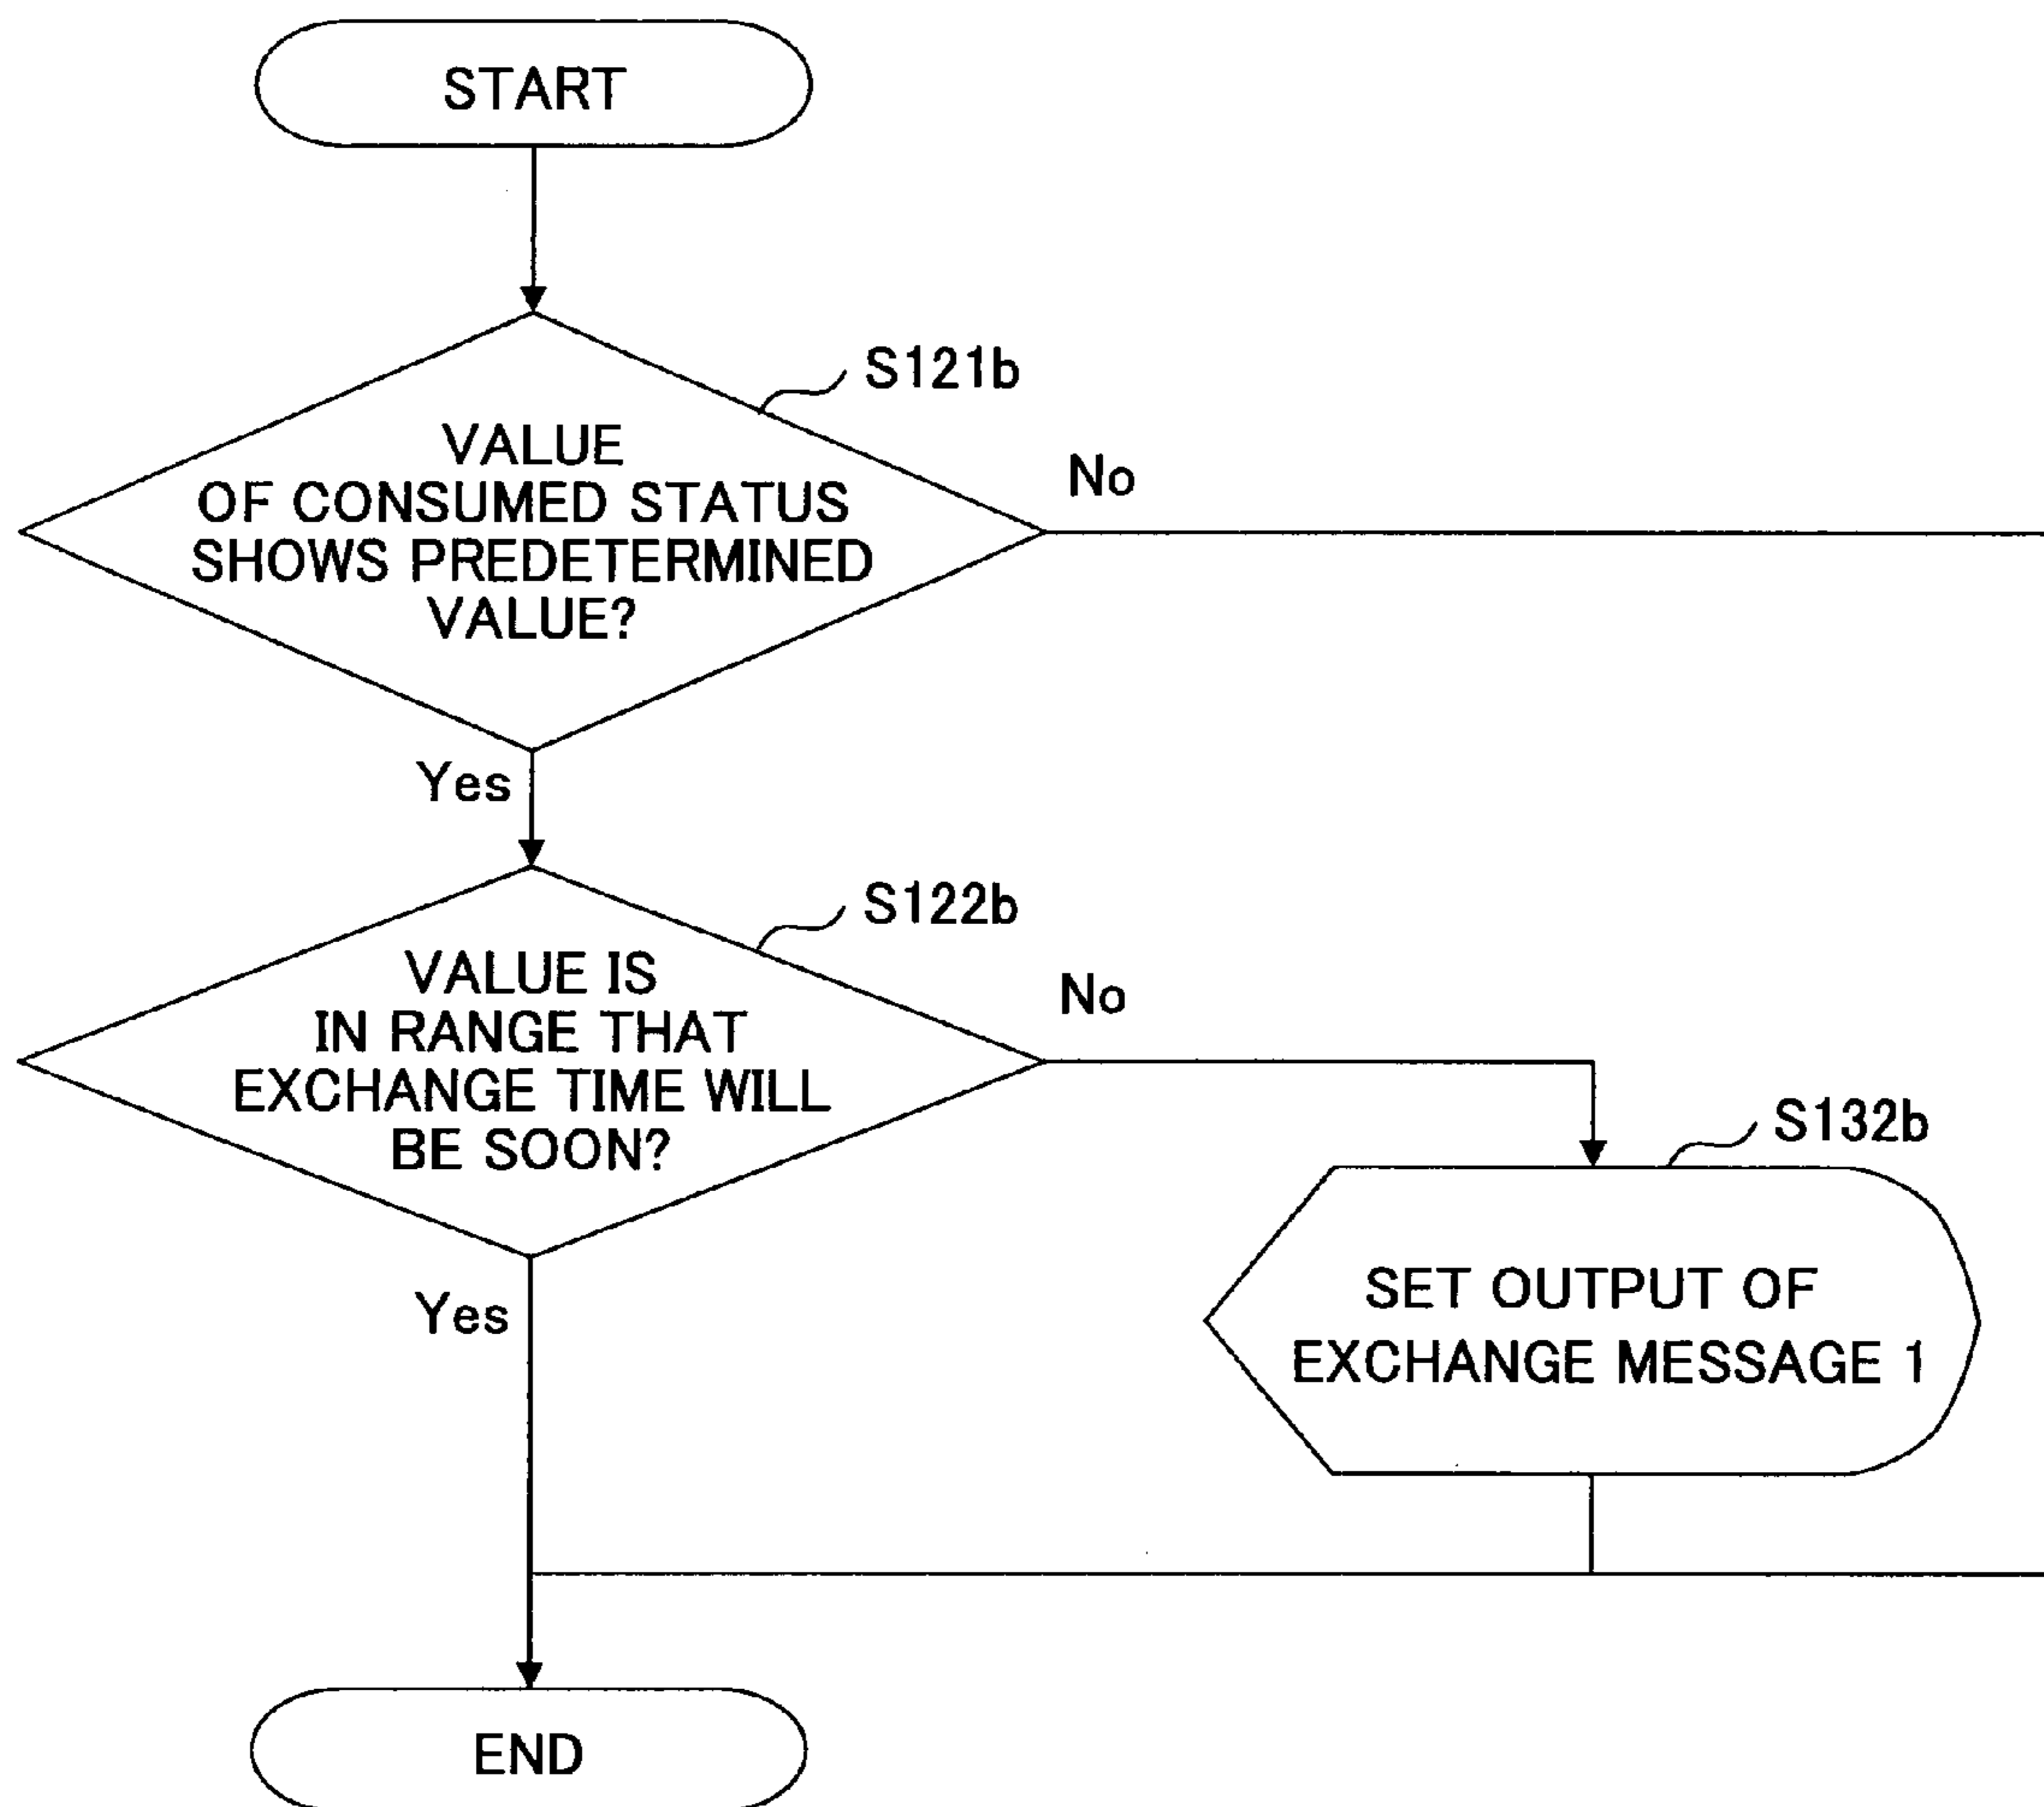 START
S121b
VALUE
OF CONSUMED STATUS
SHOWS PREDETERMINED
VALUE?
No
Yes
S122b
VALUE IS
IN RANGE THAT
EXCHANGE TIME WILL
BE SOON?
No
Yes
S132b
SET OUTPUT OF
EXCHANGE MESSAGE 1
END